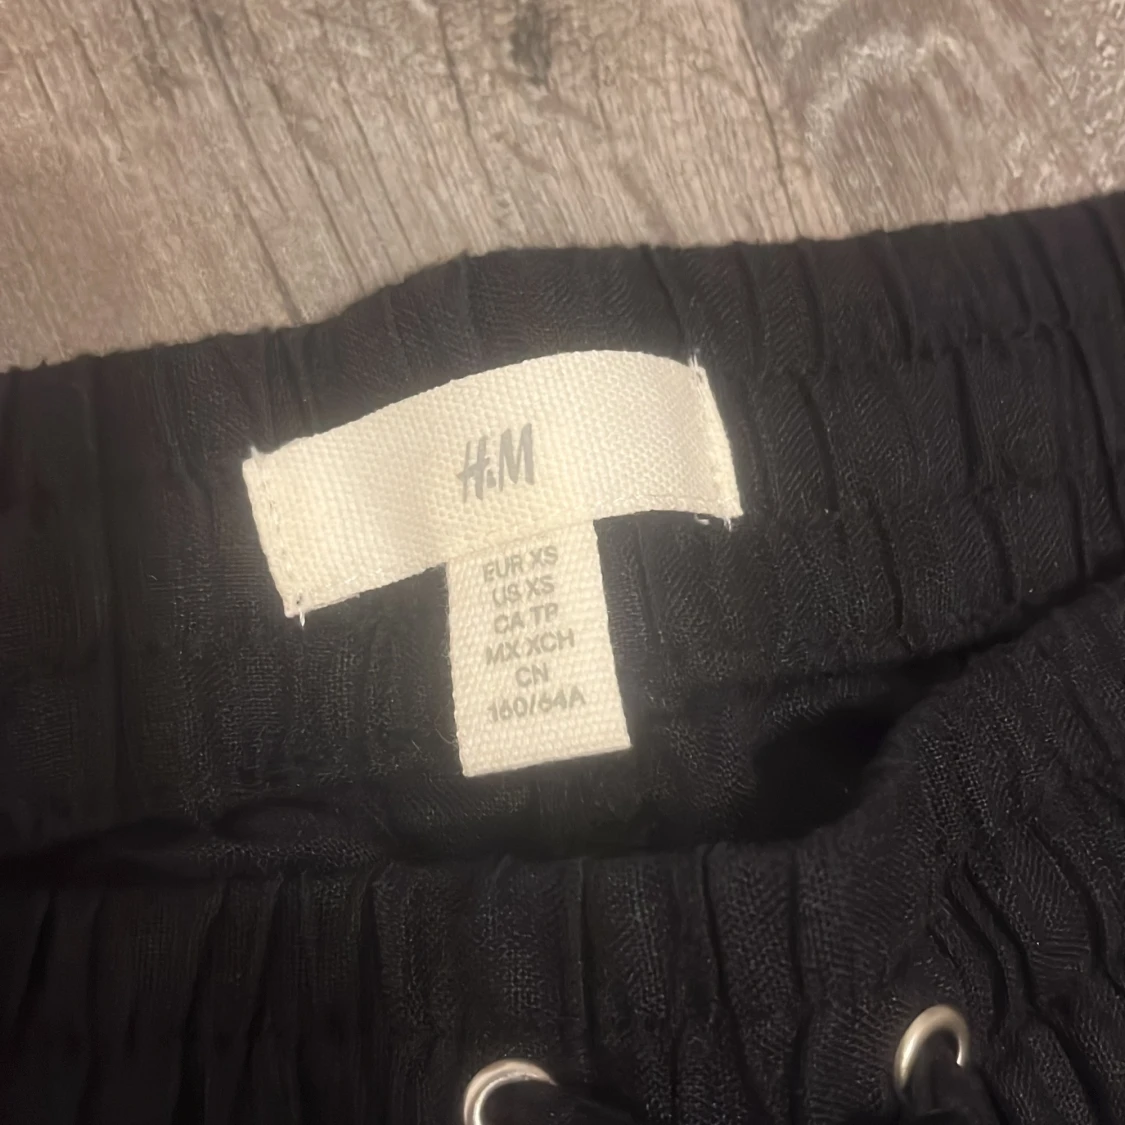 H&M
EUR XS
US XS
CA TP
MX XCH
CN
160/64A